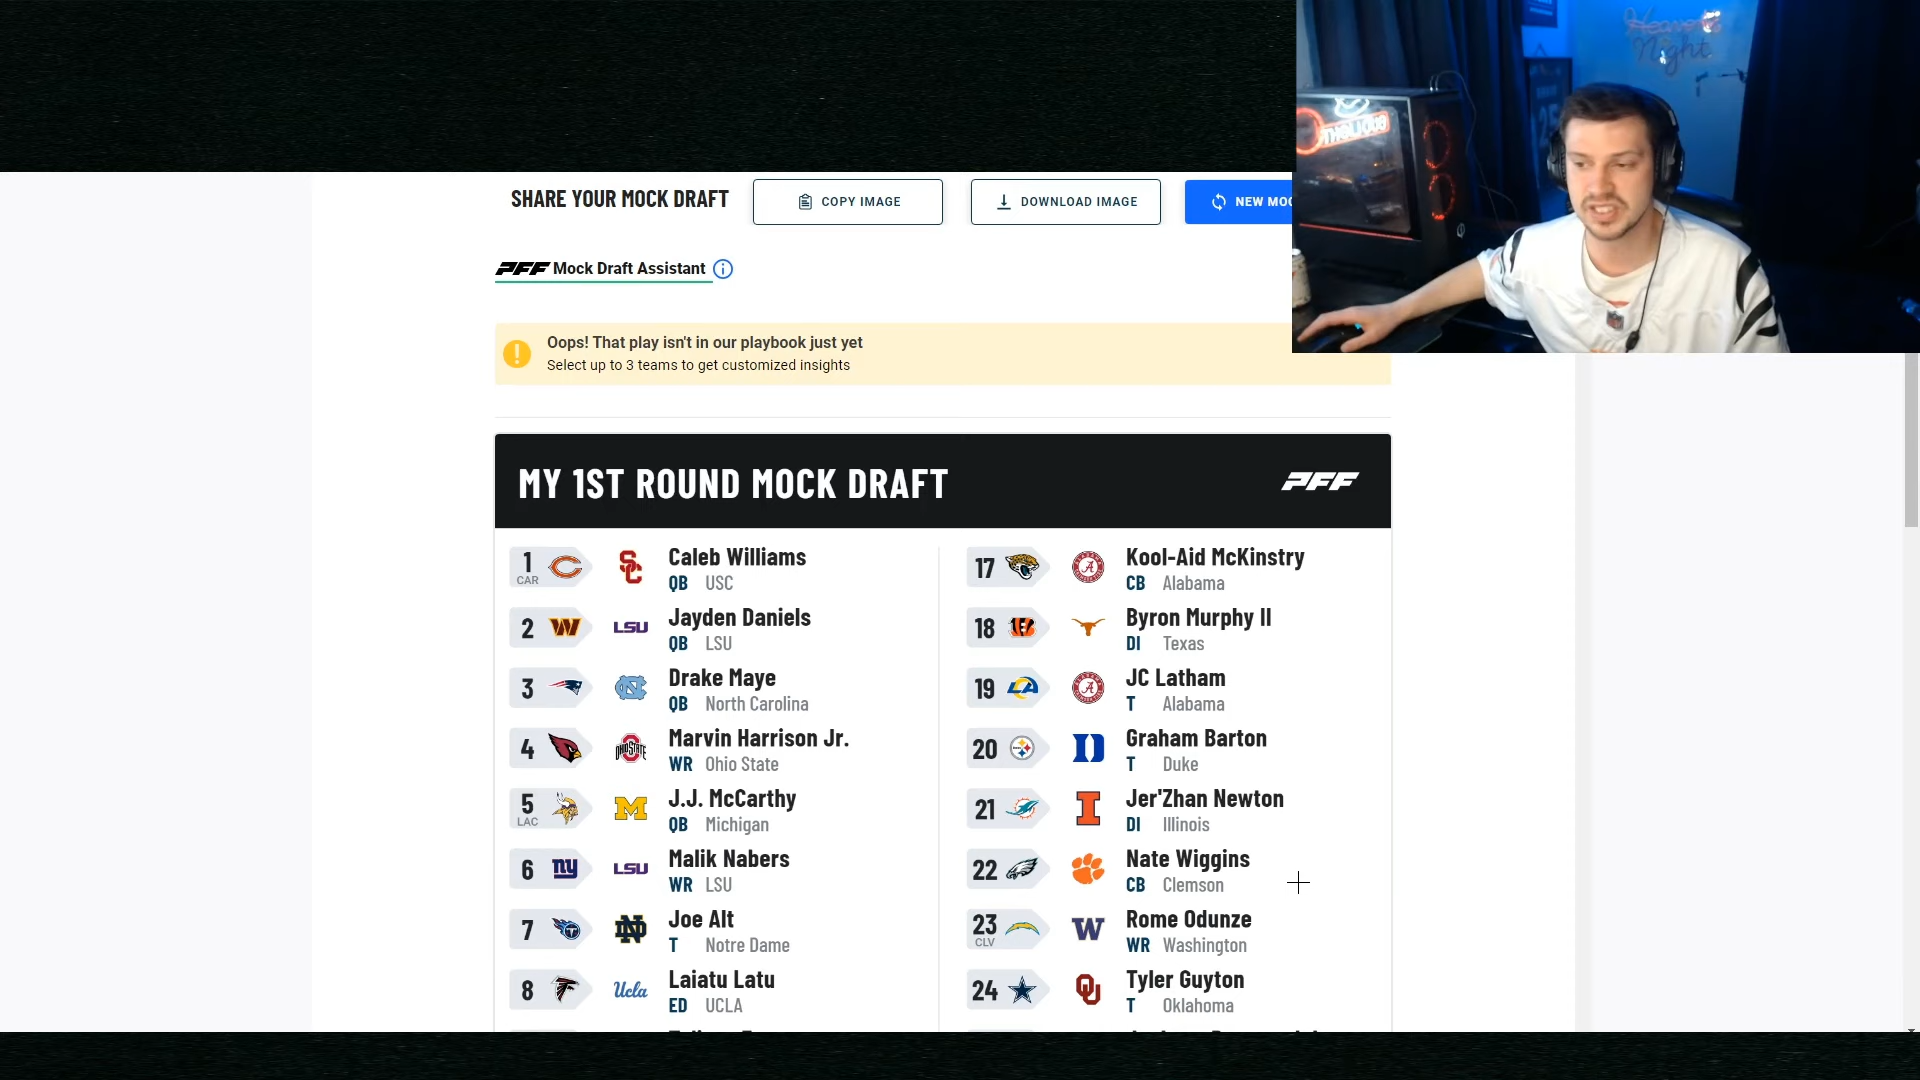 SHARE YOUR MOCK DRAFT
COPY IMAGE
DOWNLOAD IMAGE
PFF Mock Draft Assistant
Oops! That play isn't in our playbook just yet
Select up to 3 teams to get customized insights
MY 1ST ROUND MOCK DRAFT
PFF
1 CAR
Caleb Williams
QB USC
2
LSU
Jayden Daniels
QB LSU
3
Drake Maye
QB North Carolina
4
OHIO STATE
Marvin Harrison Jr.
WR Ohio State
5 LAC
J.J. McCarthy
QB Michigan
6 ny
LSU
Malik Nabers
WR LSU
7
Joe Alt
T Notre Dame
8
Ucla
Laiatu Latu
ED UCLA
17
Kool-Aid McKinstry
CB Alabama
18
Byron Murphy II
DI Texas
19 LA
JC Latham
T Alabama
20
Graham Barton
T Duke
21
Jer'Zhan Newton
DI Illinois
22
Nate Wiggins
CB Clemson
23 CLV
Rome Odunze
WR Washington
24
Tyler Guyton
T Oklahoma
Night